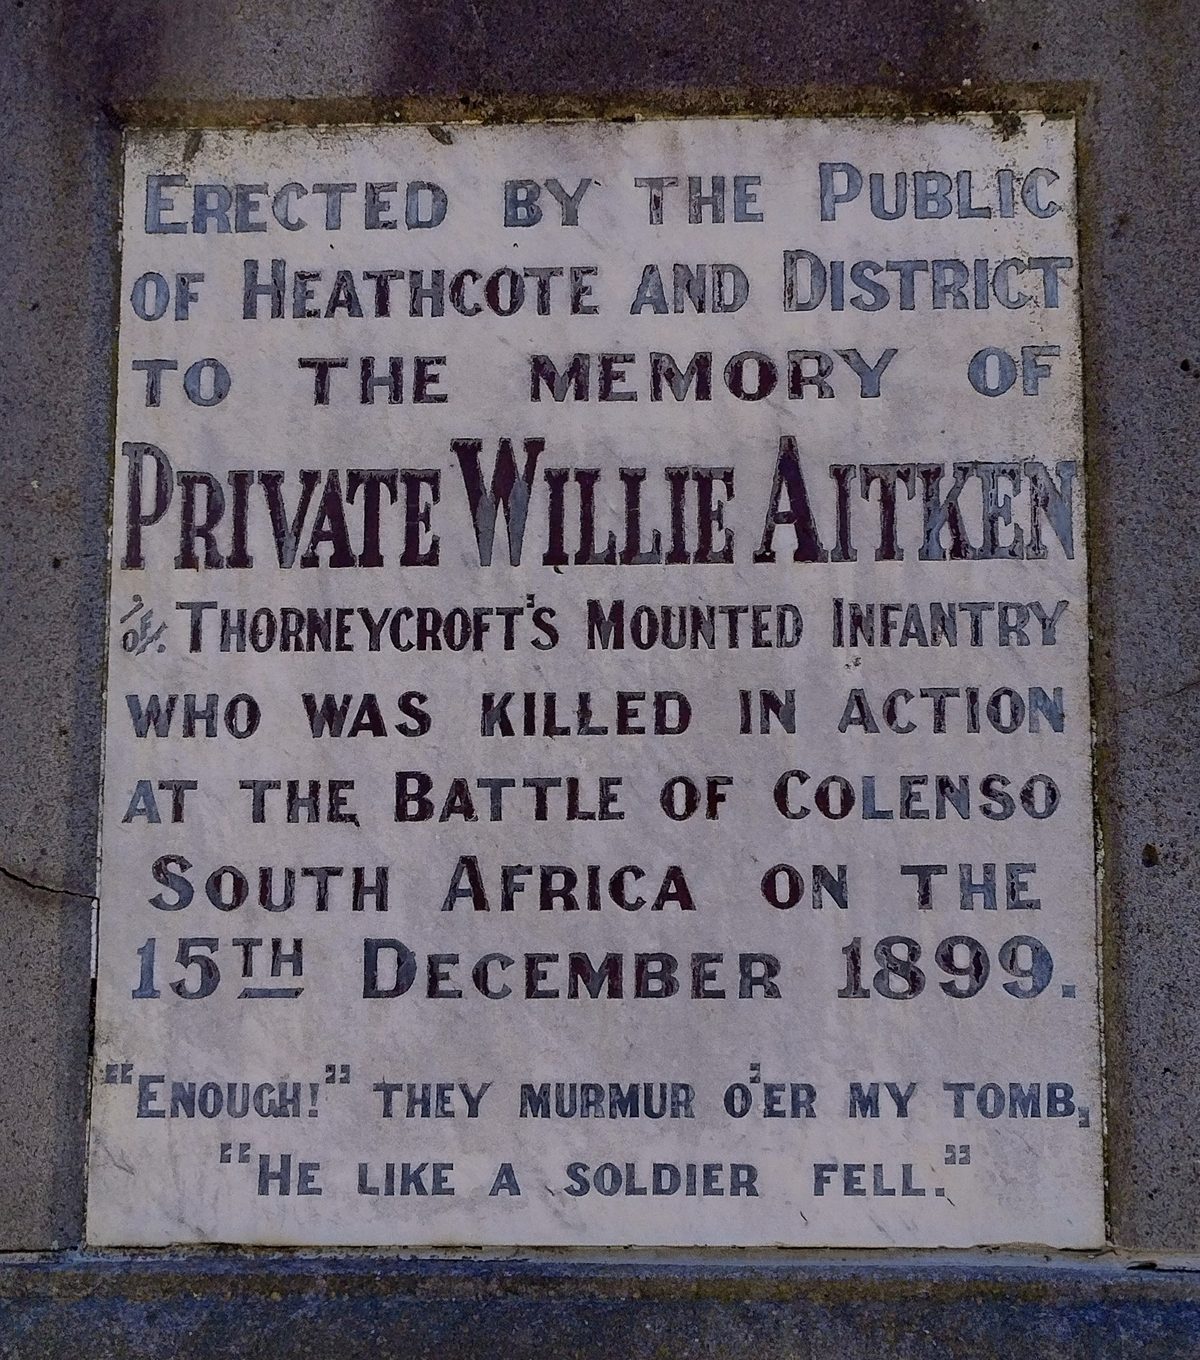 Erected by the Public
of Heathcote and District
to the memory of
Private Willie Aitken
of Thorneycroft's Mounted Infantry
who was killed in action
at the Battle of Colenso
South Africa on the
15th December 1899.
"Enough!" they murmur o'er my tomb,
"He like a soldier fell."